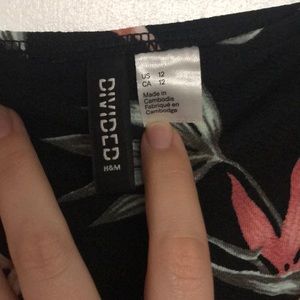 DIVIDED
H&M
US 12
CA 12
Made in
Cambodia
Fabriqué en
Cambodge